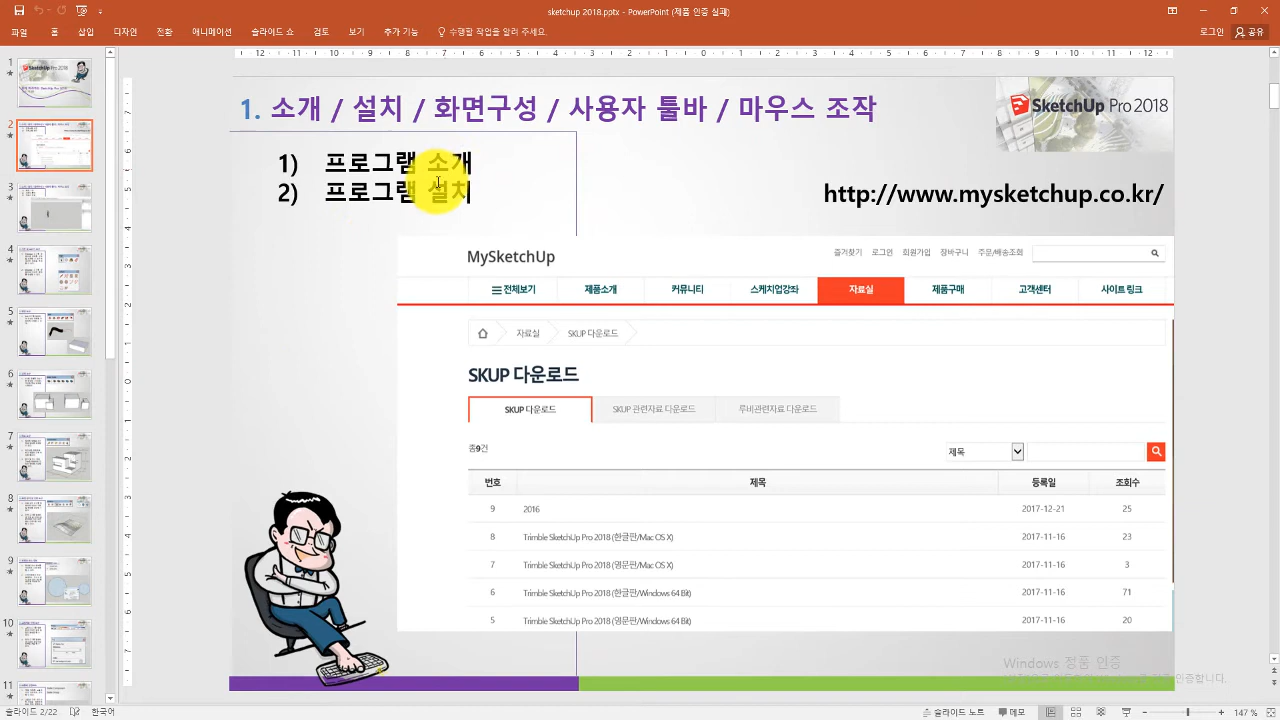 sketchup 2018.pptx - PowerPoint (제품 인증 실패)
파일 홈 삽입 디자인 전환 애니메이션 슬라이드 쇼 검토 보기 추가 기능 수행할 작업을 알려 주세요. 로그인 공유
1. 소개 / 설치 / 화면구성 / 사용자 툴바 / 마우스 조작
SketchUp Pro 2018
1) 프로그램 소개
2) 프로그램 설치
http://www.mysketchup.co.kr/
MySketchUp
즐겨찾기 로그인 회원가입 장바구니 주문/배송조회
전체보기 제품소개 커뮤니티 스케치업강좌 자료실 제품구매 고객센터 사이트 링크
자료실 SKUP 다운로드
SKUP 다운로드
SKUP 다운로드 SKUP 관련자료 다운로드 루비관련자료 다운로드
총9건 제목
번호 제목 등록일 조회수
9 2016 2017-12-21 25
8 Trimble SketchUp Pro 2018 (한글판/Mac OS X) 2017-11-16 23
7 Trimble SketchUp Pro 2018 (영문판/Mac OS X) 2017-11-16 3
6 Trimble SketchUp Pro 2018 (한글판/Windows 64 Bit) 2017-11-16 71
5 Trimble SketchUp Pro 2018 (영문판/Windows 64 Bit) 2017-11-16 20
Windows 정품 인증
인증합니다.
슬라이드 2/22 한국어 슬라이드 노트 메모 147 %